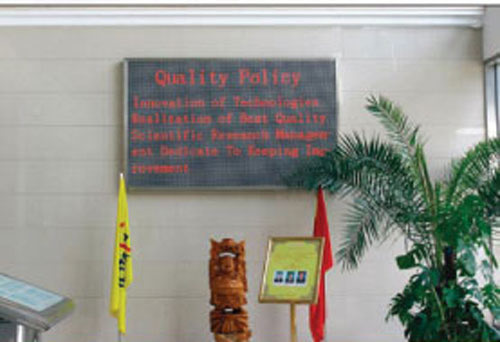 Quality Policy
Innovation of Technologies
Realization of Best Quality
Scientific Research Managem
ent Dedicate To Keeping Imp
rovement